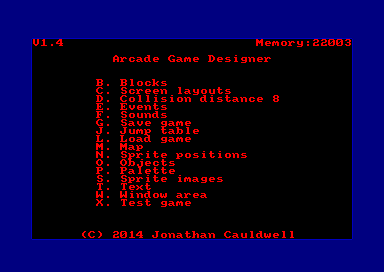 V1.4 Memory:22003
Arcade Game Designer
B. Blocks
C. Screen layouts
D. Collision distance 8
E. Events
F. Sounds
G. Save game
J. Jump table
L. Load game
M. Map
N. Sprite positions
O. Objects
P. Palette
S. Sprite images
T. Text
W. Window area
X. Test game
(C) 2014 Jonathan Cauldwell